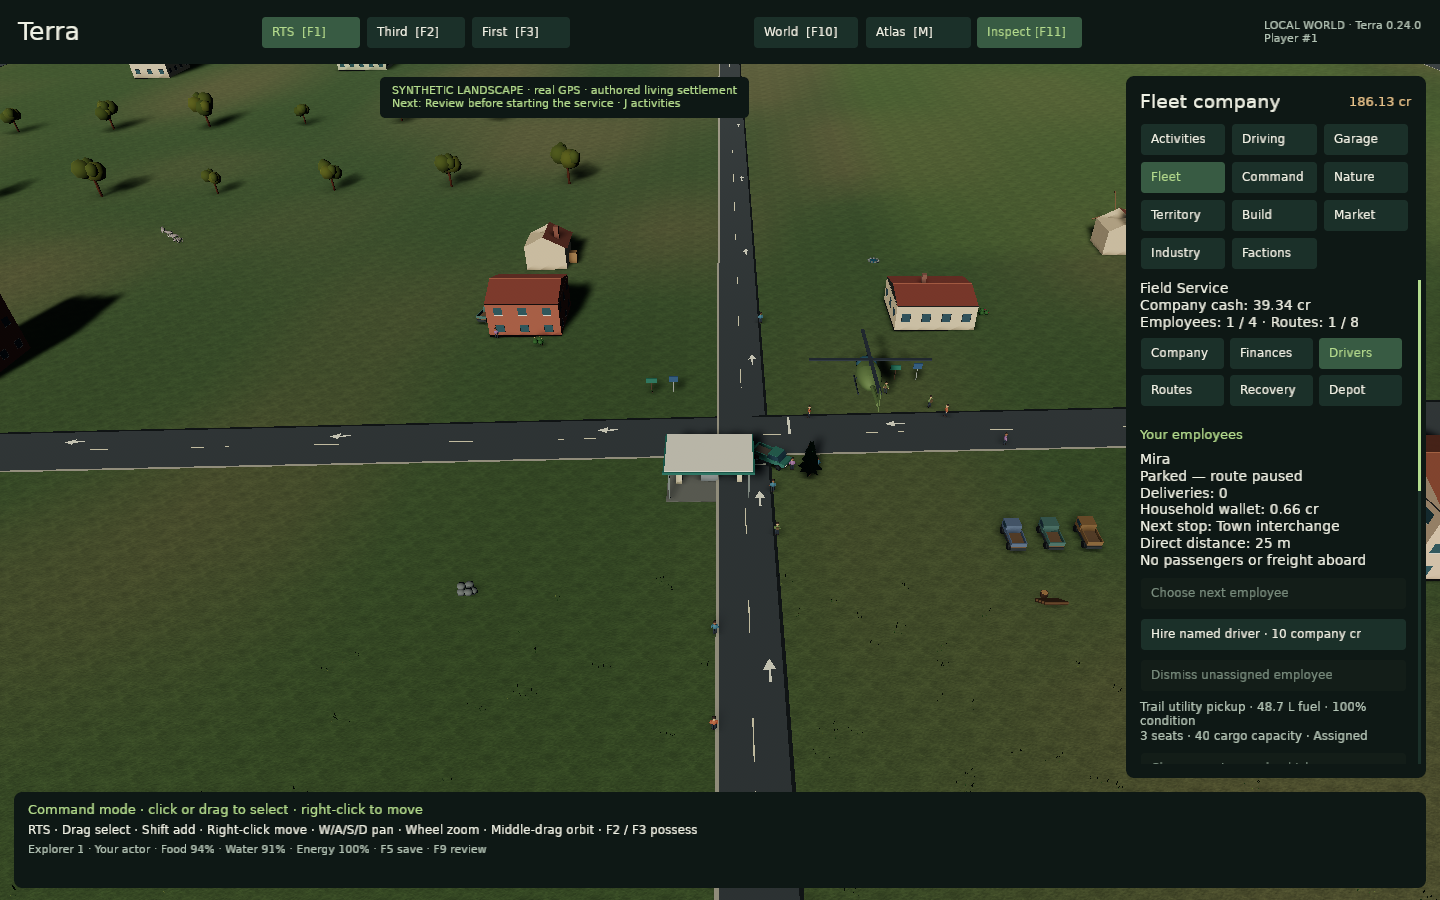 Terra
RTS [F1]
Third [F2]
First [F3]
World [F10]
Atlas [M]
Inspect [F11]
LOCAL WORLD · Terra 0.24.0
Player #1
SYNTHETIC LANDSCAPE · real GPS · authored living settlement
Next: Review before starting the service · J activities
Fleet company
186.13 cr
Activities
Driving
Garage
Fleet
Command
Nature
Territory
Build
Market
Industry
Factions
Field Service
Company cash: 39.34 cr
Employees: 1 / 4 · Routes: 1 / 8
Company
Finances
Drivers
Routes
Recovery
Depot
Your employees
Mira
Parked — route paused
Deliveries: 0
Household wallet: 0.66 cr
Next stop: Town interchange
Direct distance: 25 m
No passengers or freight aboard
Choose next employee
Hire named driver · 10 company cr
Dismiss unassigned employee
Trail utility pickup · 48.7 L fuel · 100%
condition
3 seats · 40 cargo capacity · Assigned
Command mode · click or drag to select · right-click to move
RTS · Drag select · Shift add · Right-click move · W/A/S/D pan · Wheel zoom · Middle-drag orbit · F2 / F3 possess
Explorer 1 · Your actor · Food 94% · Water 91% · Energy 100% · F5 save · F9 review